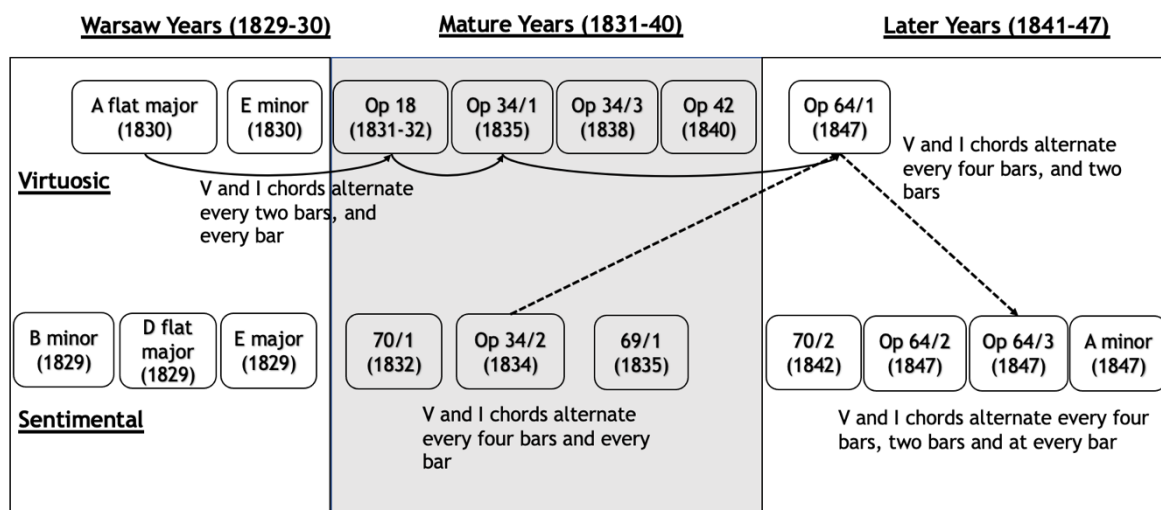 Warsaw Years (1829-30)
Mature Years (1831-40)
Later Years (1841-47)
A flat major
(1830)
E minor
(1830)
Op 18
(1831-32)
Op 34/1
(1835)
Op 34/3
(1838)
Op 42
(1840)
Op 64/1
(1847)
Virtuosic
V and I chords alternate
every two bars, and
every bar
V and I chords alternate
every four bars, and two
bars
B minor
(1829)
D flat
major
(1829)
E major
(1829)
70/1
(1832)
Op 34/2
(1834)
69/1
(1835)
70/2
(1842)
Op 64/2
(1847)
Op 64/3
(1847)
A minor
(1847)
Sentimental
V and I chords alternate
every four bars and every
bar
V and I chords alternate every four
bars, two bars and at every bar